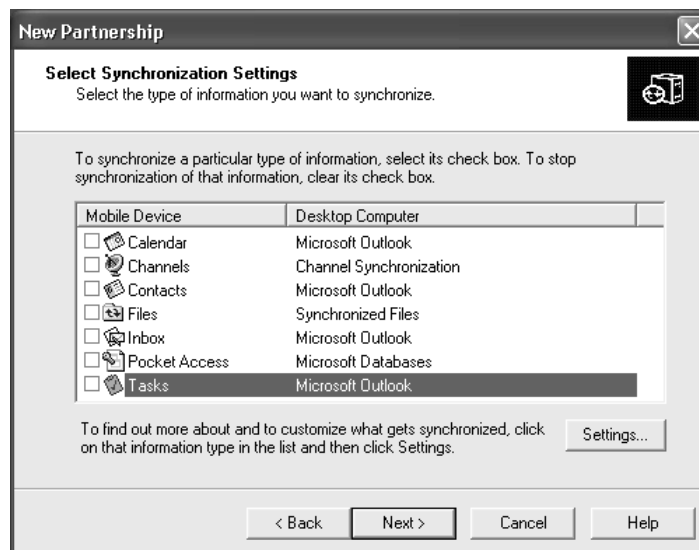 New Partnership
Select Synchronization Settings
Select the type of information you want to synchronize.
To synchronize a particular type of information, select its check box. To stop
synchronization of that information, clear its check box.
Mobile Device Desktop Computer
Calendar Microsoft Outlook
Channels Channel Synchronization
Contacts Microsoft Outlook
Files Synchronized Files
Inbox Microsoft Outlook
Pocket Access Microsoft Databases
Tasks Microsoft Outlook
To find out more about and to customize what gets synchronized, click
on that information type in the list and then click Settings.
Settings...
< Back Next > Cancel Help